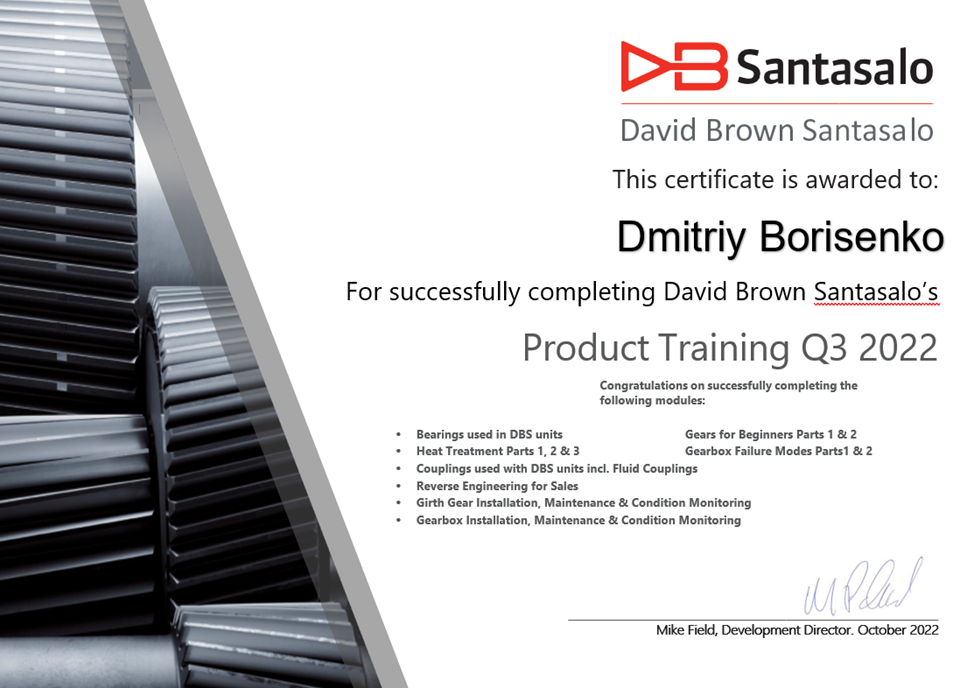 DB Santasalo
David Brown Santasalo
This certificate is awarded to:
Dmitriy Borisenko
For successfully completing David Brown Santasalo’s
Product Training Q3 2022
Congratulations on successfully completing the
following modules:
• Bearings used in DBS units Gears for Beginners Parts 1 & 2
• Heat Treatment Parts 1, 2 & 3 Gearbox Failure Modes Parts1 & 2
• Couplings used with DBS units incl. Fluid Couplings
• Reverse Engineering for Sales
• Girth Gear Installation, Maintenance & Condition Monitoring
• Gearbox Installation, Maintenance & Condition Monitoring
Mike Field, Development Director. October 2022